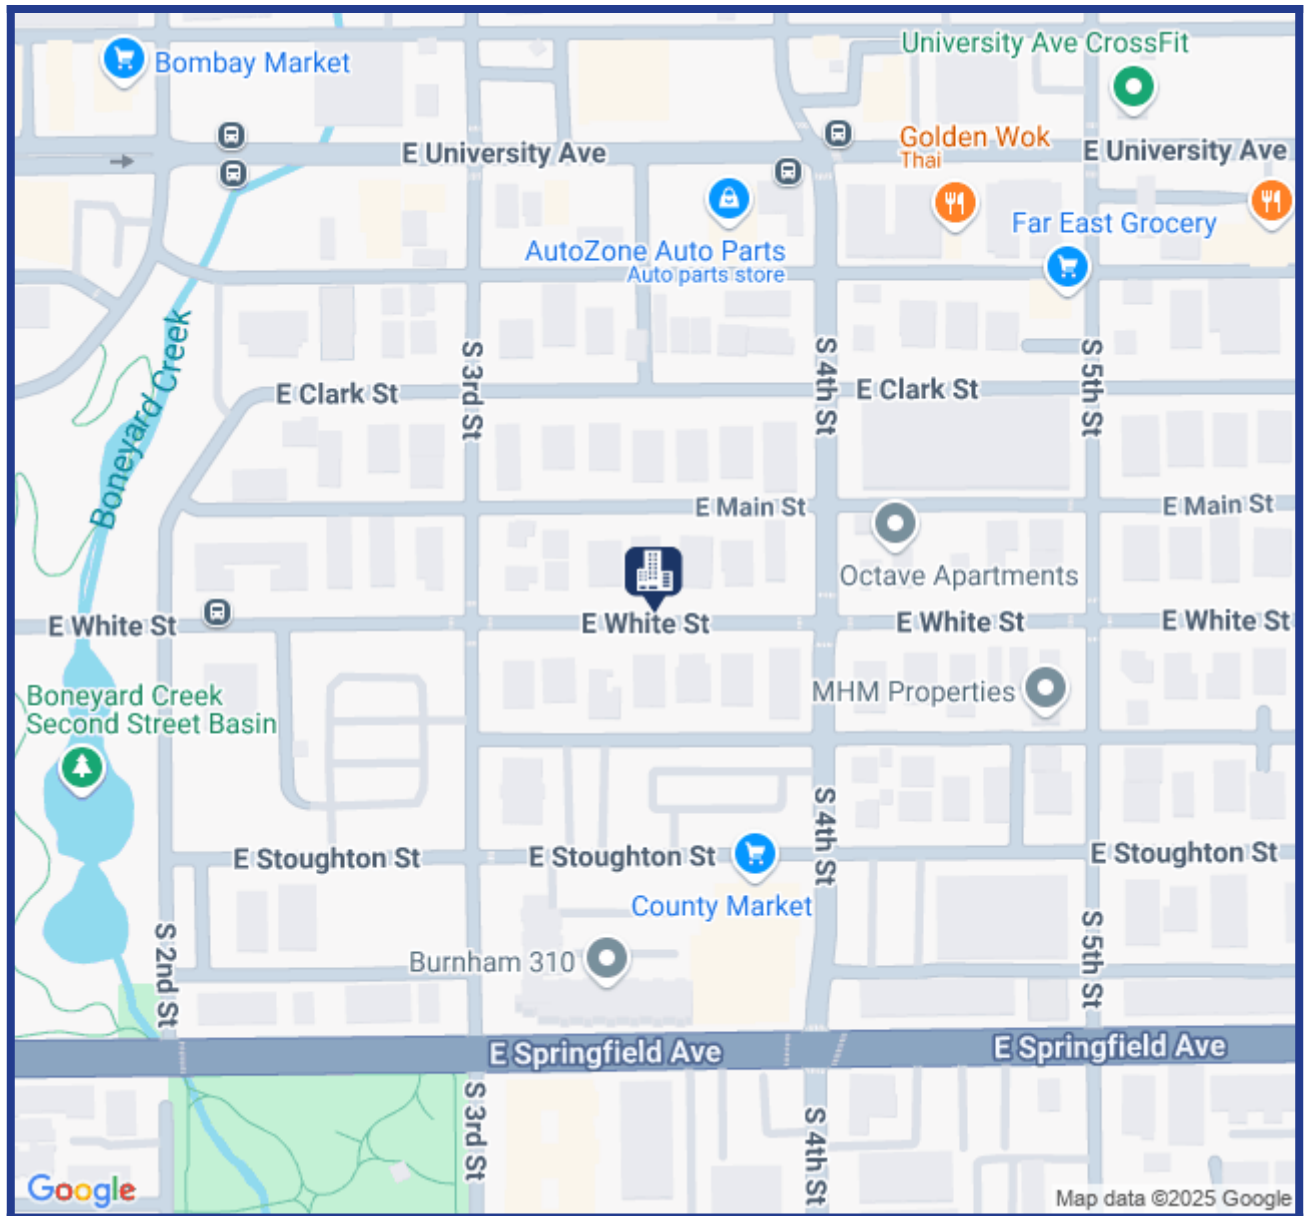 University Ave CrossFit
Bombay Market
E University Ave
Golden Wok
Thai
E University Ave
Far East Grocery
AutoZone Auto Parts
Auto parts store
Boneyard Creek
S 3rd St
S 4th St
S 5th St
E Clark St
E Clark St
E Main St
E Main St
Octave Apartments
E White St
E White St
E White St
E White St
Boneyard Creek
Second Street Basin
MHM Properties
S 4th St
E Stoughton St
E Stoughton St
E Stoughton St
County Market
S 2nd St
S 5th St
Burnham 310
E Springfield Ave
E Springfield Ave
S 3rd St
S 4th St
Google
Map data ©2025 Google